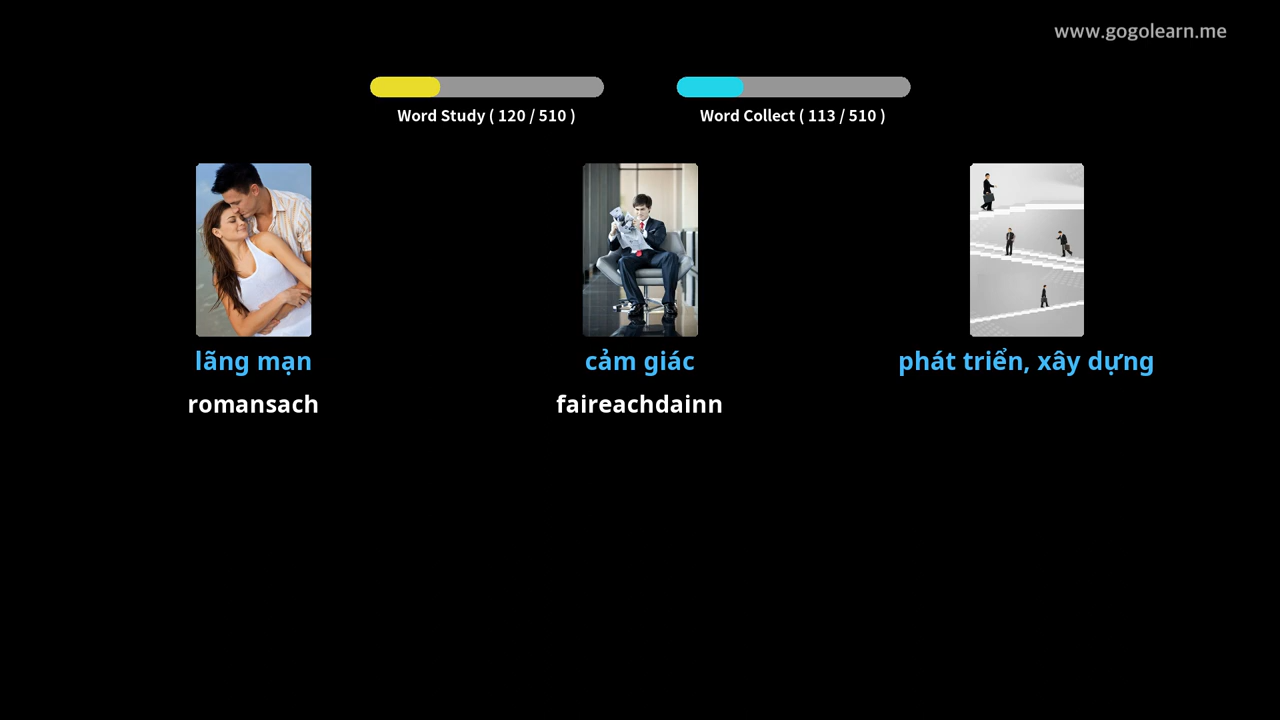 www.gogolearn.me
Word Study ( 120 / 510 )
Word Collect ( 113 / 510 )
lãng mạn
cảm giác
phát triển, xây dựng
romansach
faireachdainn